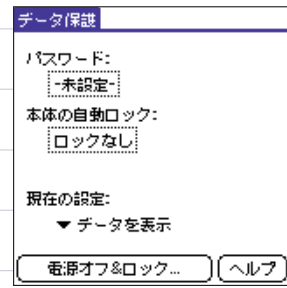 データ保護
パスワード:
-未設定-
本体の自動ロック:
ロックなし
現在の設定:
▼ データを表示
電源オフ&ロック... ヘルプ